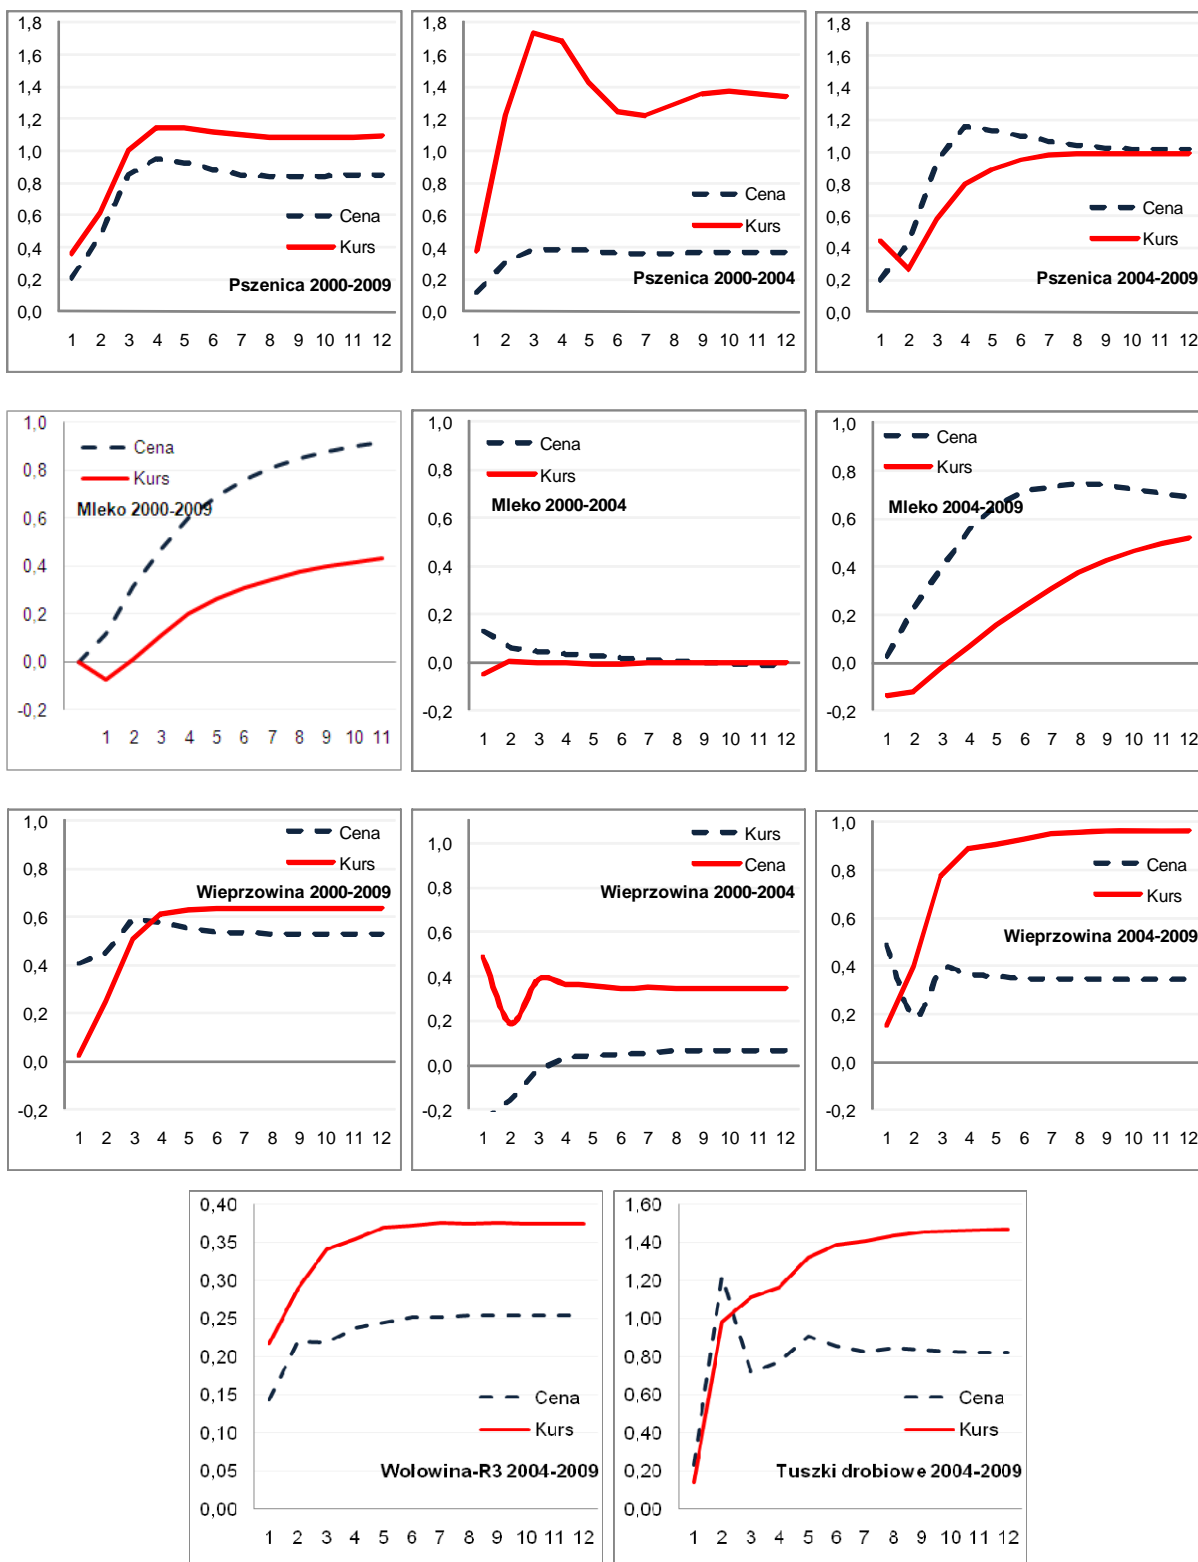 1,8
1,6
1,4
1,2
1,0
0,8
0,6
0,4
0,2
0,0
Cena
Kurs
Pszenica 2000-2009
1 2 3 4 5 6 7 8 9 10 11 12
1,8
1,6
1,4
1,2
1,0
0,8
0,6
0,4
0,2
0,0
Cena
Kurs
Pszenica 2000-2004
1 2 3 4 5 6 7 8 9 10 11 12
1,8
1,6
1,4
1,2
1,0
0,8
0,6
0,4
0,2
0,0
Cena
Kurs
Pszenica 2004-2009
1 2 3 4 5 6 7 8 9 10 11 12
1,0
0,8
0,6
0,4
0,2
0,0
-0,2
Cena
Kurs
Mleko 2000-2009
1 2 3 4 5 6 7 8 9 10 11
1,0
0,8
0,6
0,4
0,2
0,0
-0,2
Cena
Kurs
Mleko 2000-2004
1 2 3 4 5 6 7 8 9 10 11 12
1,0
0,8
0,6
0,4
0,2
0,0
-0,2
Cena
Kurs
Mleko 2004-2009
1 2 3 4 5 6 7 8 9 10 11 12
1,0
0,8
0,6
0,4
0,2
0,0
-0,2
Cena
Kurs
Wieprzowina 2000-2009
1 2 3 4 5 6 7 8 9 10 11 12
1,0
0,8
0,6
0,4
0,2
0,0
-0,2
Kurs
Cena
Wieprzowina 2000-2004
1 2 3 4 5 6 7 8 9 10 11 12
1,0
0,8
0,6
0,4
0,2
0,0
-0,2
Cena
Kurs
Wieprzowina 2004-2009
1 2 3 4 5 6 7 8 9 10 11 12
0,40
0,35
0,30
0,25
0,20
0,15
0,10
0,05
0,00
Cena
Kurs
Wolowina-R3 2004-2009
1 2 3 4 5 6 7 8 9 10 11 12
1,60
1,40
1,20
1,00
0,80
0,60
0,40
0,20
0,00
Cena
Kurs
Tuszki drobiowe 2004-2009
1 2 3 4 5 6 7 8 9 10 11 12